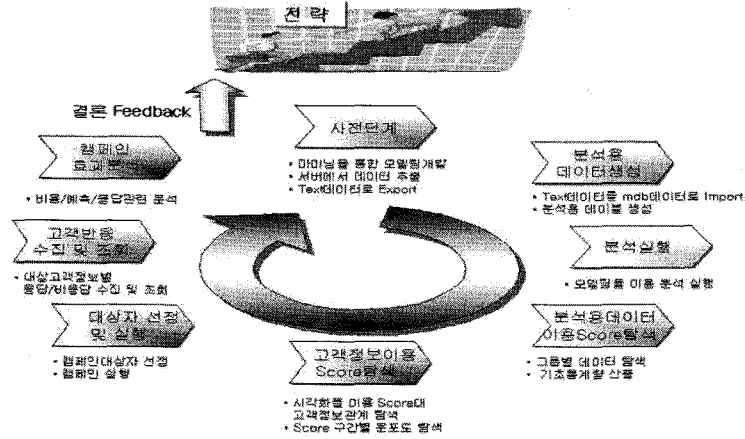 전 략
결론 Feedback
사전단계
• 마이닝을 통한 모델링개발
• 서버에서 데이터 추출
• Text데이터로 Export
분석용
데이터생성
• Text데이터를 mdb데이터로 Import
• 분석용 테이블 생성
분석실행
• 모델링을 이용 분석 실행
분석용데이터
이용Score탐색
• 그룹별 데이터 탐색
• 기초통계량 산출
고객정보이용
Score탐색
• 시각화를 이용 Score대
고객정보관계 탐색
• Score 구간별 분포도 탐색
대상자 선정
및 실행
• 캠페인대상자 선정
• 캠페인 실행
고객반응
수집 및 조회
• 대상고객정보별
응답/비응답 수집 및 조회
캠페인
효과분석
• 비용/예측/응답관련 분석